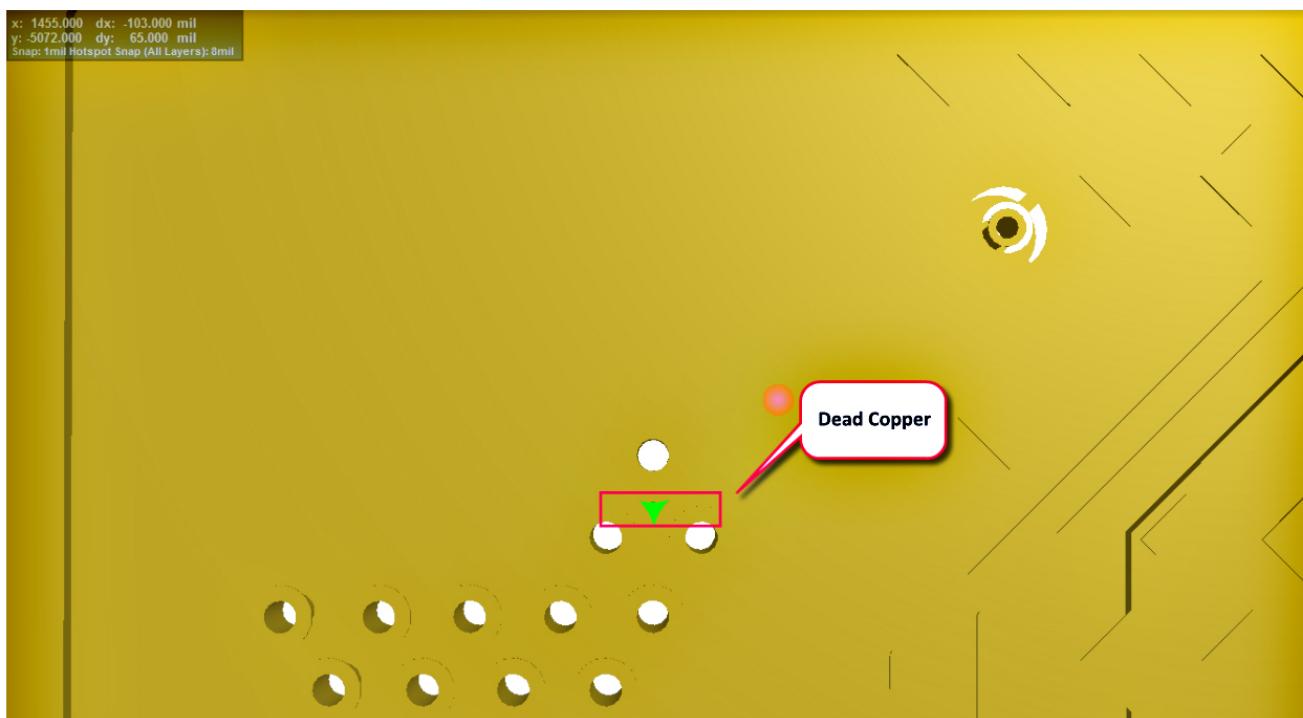 x: 1455.000 dx: -103.000 mil
y: -5072.000 dy: 65.000 mil
Snap: 1mil Hotspot Snap (All Layers): 8mil
Dead Copper